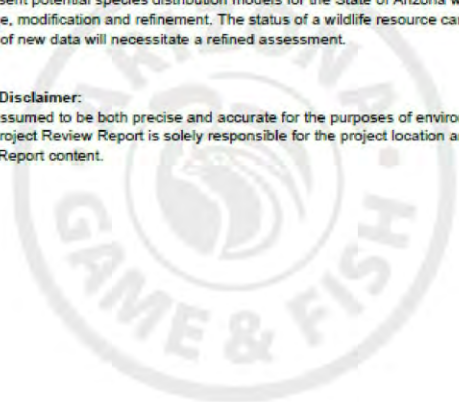 sent potential species distribution models for the State of Arizona w
e, modification and refinement. The status of a wildlife resource ca
of new data will necessitate a refined assessment.
Disclaimer:
ssumed to be both precise and accurate for the purposes of enviro
roject Review Report is solely responsible for the project location a
Report content.
ARIZONA
GAME & FISH